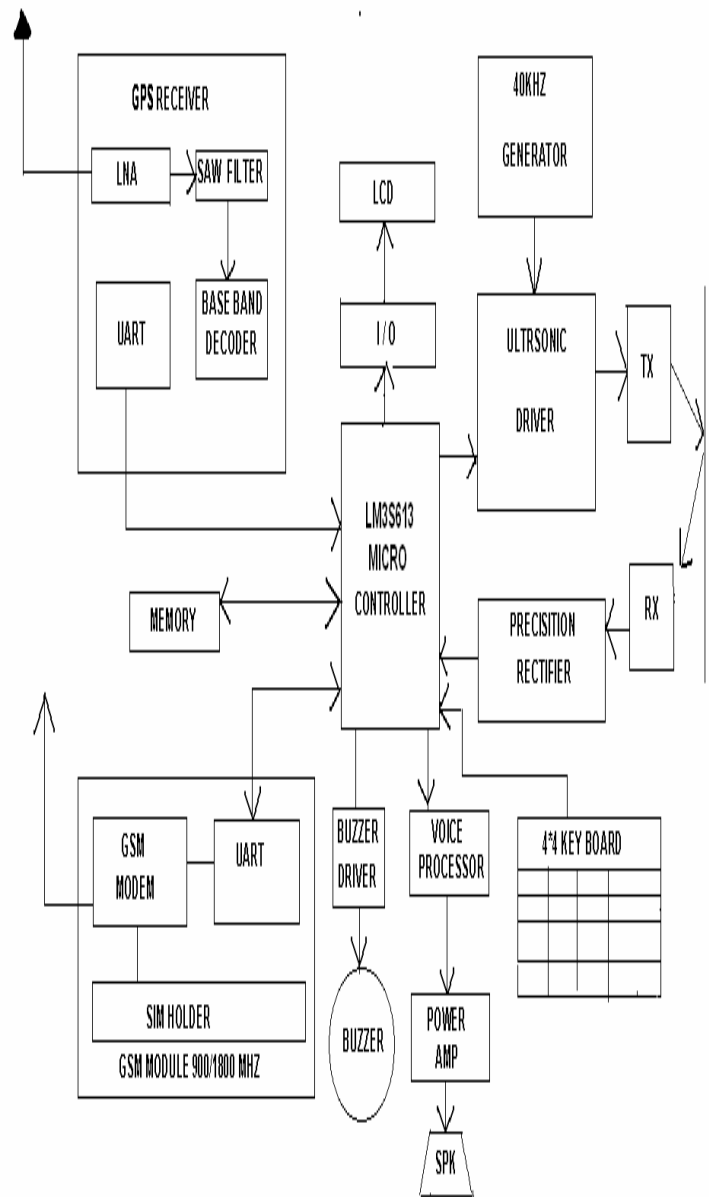 GPS RECEIVER
LNA
SAW FILTER
UART
BASE BAND
DECODER
LCD
I / O
40KHZ
GENERATOR
ULTRSONIC
DRIVER
TX
LM3S613
MICRO
CONTROLLER
MEMORY
PRECISION
RECTIFIER
RX
GSM
MODEM
UART
SIM HOLDER
GSM MODULE 900/1800 MHZ
BUZZER
DRIVER
BUZZER
VOICE
PROCESSOR
POWER
AMP
SPK
4*4 KEY BOARD